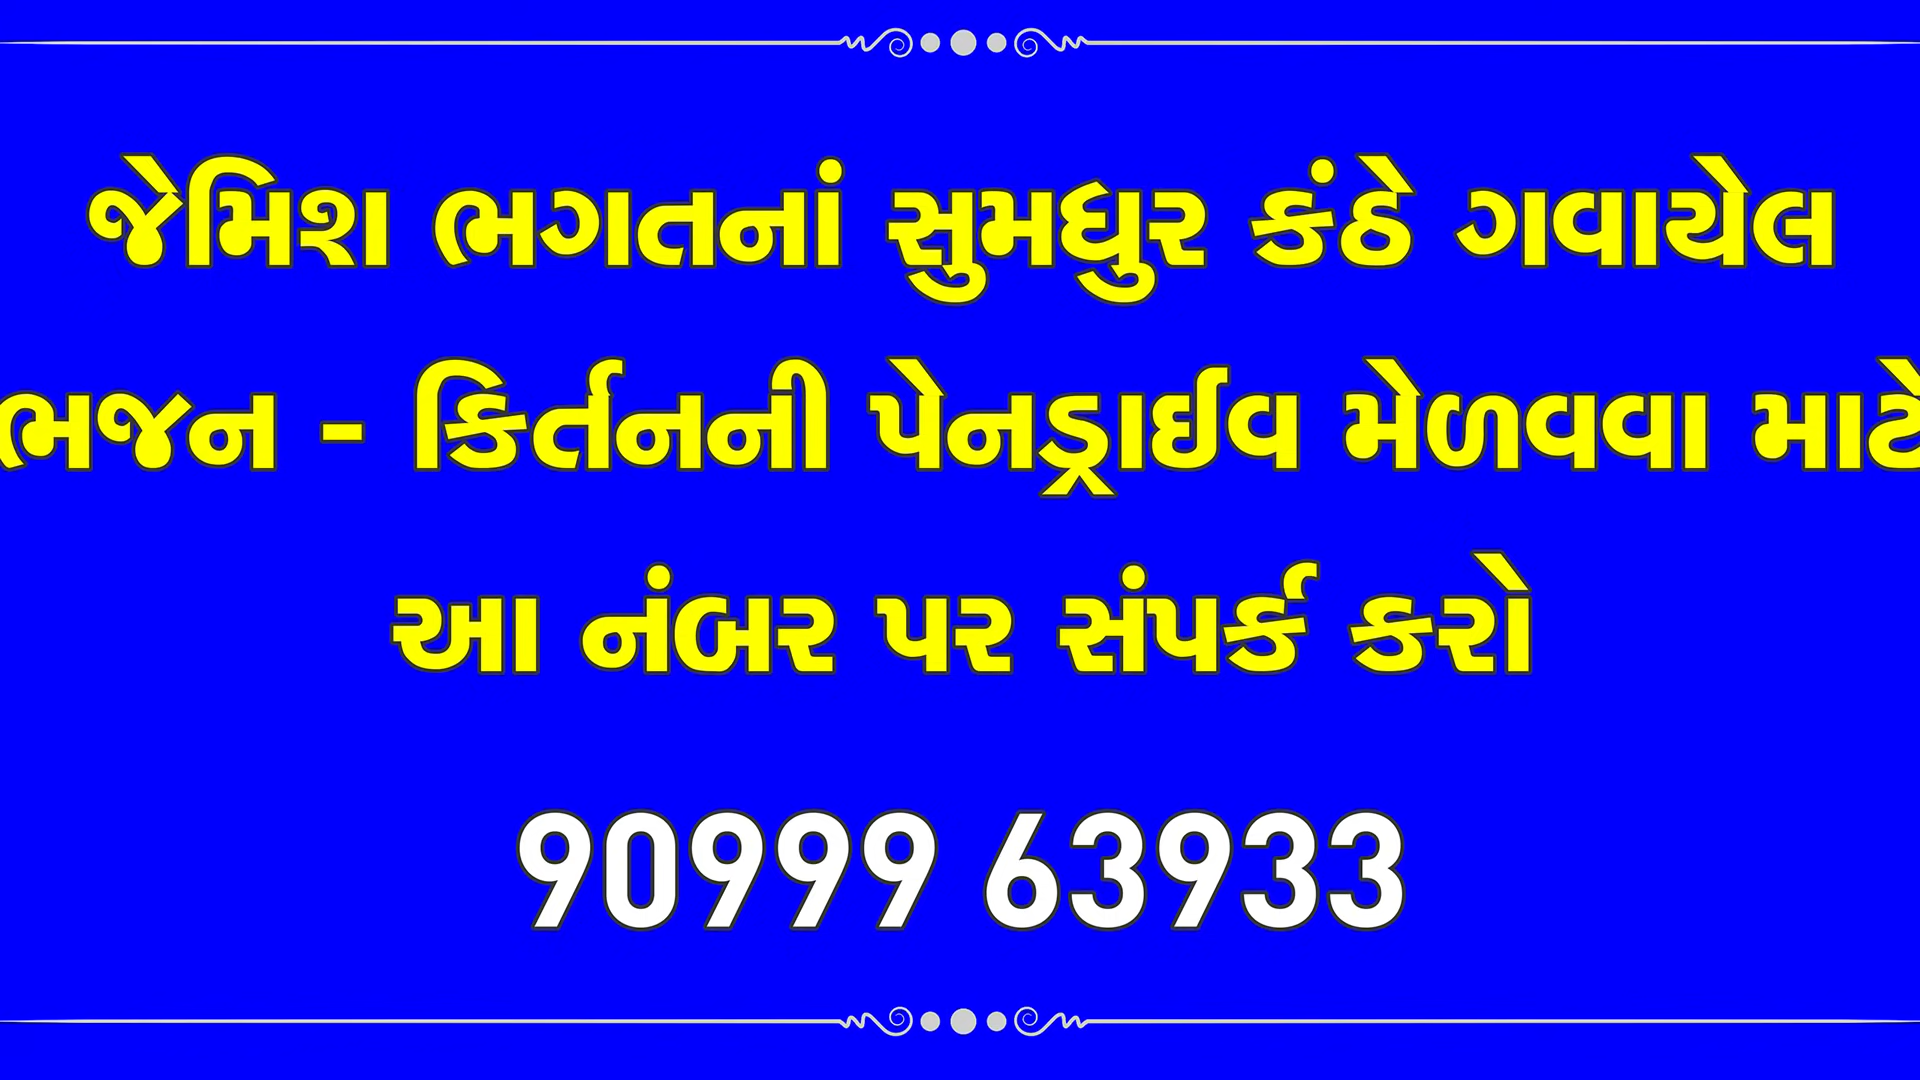 જેમિશ ભગતનાં સુમધુર કંઠે ગવાયેલ
ભજન - કિર્તનની પેનડ્રાઈવ મેળવવા માટે
આ નંબર પર સંપર્ક કરો
90999 63933